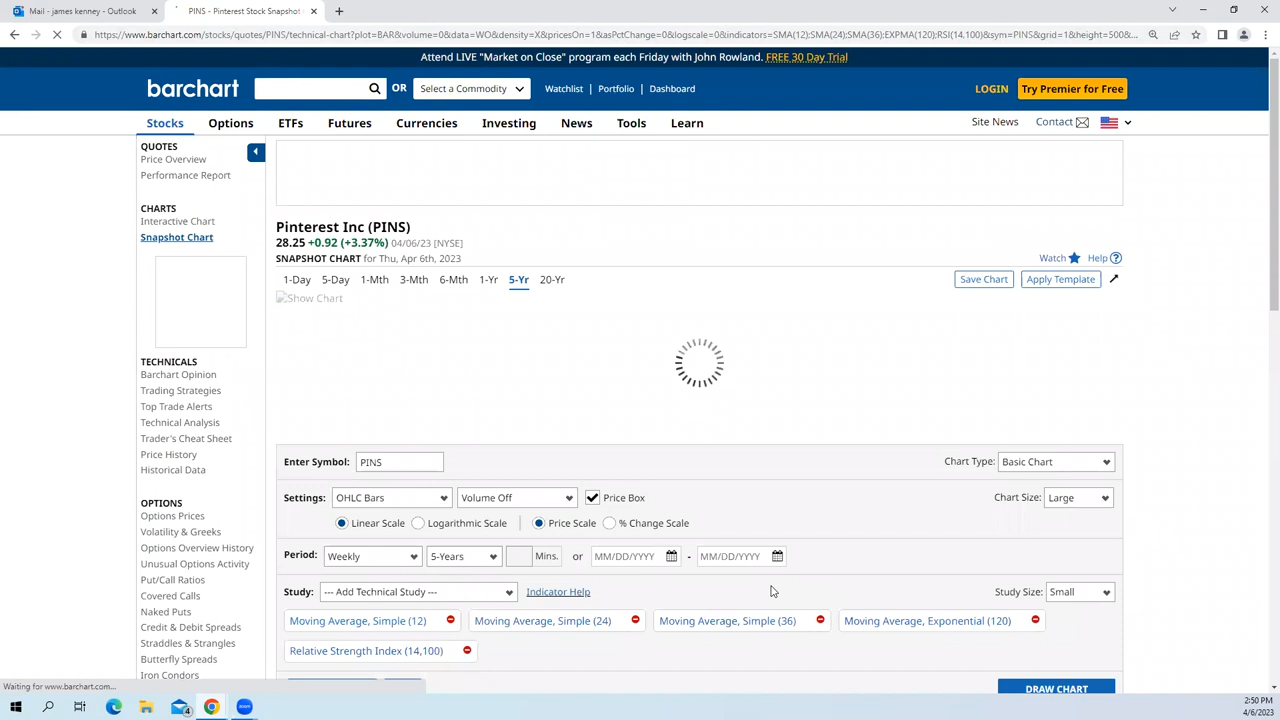 Mail - james kenney - Outlook
PINS - Pinterest Stock Snapshot
https://www.barchart.com/stocks/quotes/PINS/technical-chart?plot=BAR&volume=0&data=WO&density=X&pricesOn=1&asPctChange=0&logscale=0&indicators=SMA(12);SMA(24);SMA(36);EXPMA(120);RSI(14,100)&sym=PINS&grid=1&height=500&...
Attend LIVE "Market on Close" program each Friday with John Rowland. FREE 30 Day Trial
barchart OR Select a Commodity Watchlist Portfolio Dashboard LOGIN Try Premier for Free
Stocks Options ETFs Futures Currencies Investing News Tools Learn Site News Contact
QUOTES
Price Overview
Performance Report
CHARTS
Interactive Chart
Snapshot Chart
TECHNICALS
Barchart Opinion
Trading Strategies
Top Trade Alerts
Technical Analysis
Trader's Cheat Sheet
Price History
Historical Data
OPTIONS
Options Prices
Volatility & Greeks
Options Overview History
Unusual Options Activity
Put/Call Ratios
Covered Calls
Naked Puts
Credit & Debit Spreads
Straddles & Strangles
Butterfly Spreads
Iron Condors
Pinterest Inc (PINS)
28.25 +0.92 (+3.37%) 04/06/23 [NYSE]
SNAPSHOT CHART for Thu, Apr 6th, 2023 Watch Help
1-Day 5-Day 1-Mth 3-Mth 6-Mth 1-Yr 5-Yr 20-Yr Save Chart Apply Template
Show Chart
Enter Symbol: PINS Chart Type: Basic Chart
Settings: OHLC Bars Volume Off Price Box Chart Size: Large
Linear Scale Logarithmic Scale Price Scale % Change Scale
Period: Weekly 5-Years Mins. or MM/DD/YYYY - MM/DD/YYYY
Study: --- Add Technical Study --- Indicator Help Study Size: Small
Moving Average, Simple (12) Moving Average, Simple (24) Moving Average, Simple (36) Moving Average, Exponential (120)
Relative Strength Index (14,100)
DRAW CHART
Waiting for www.barchart.com...
4
2:50 PM
4/6/2023